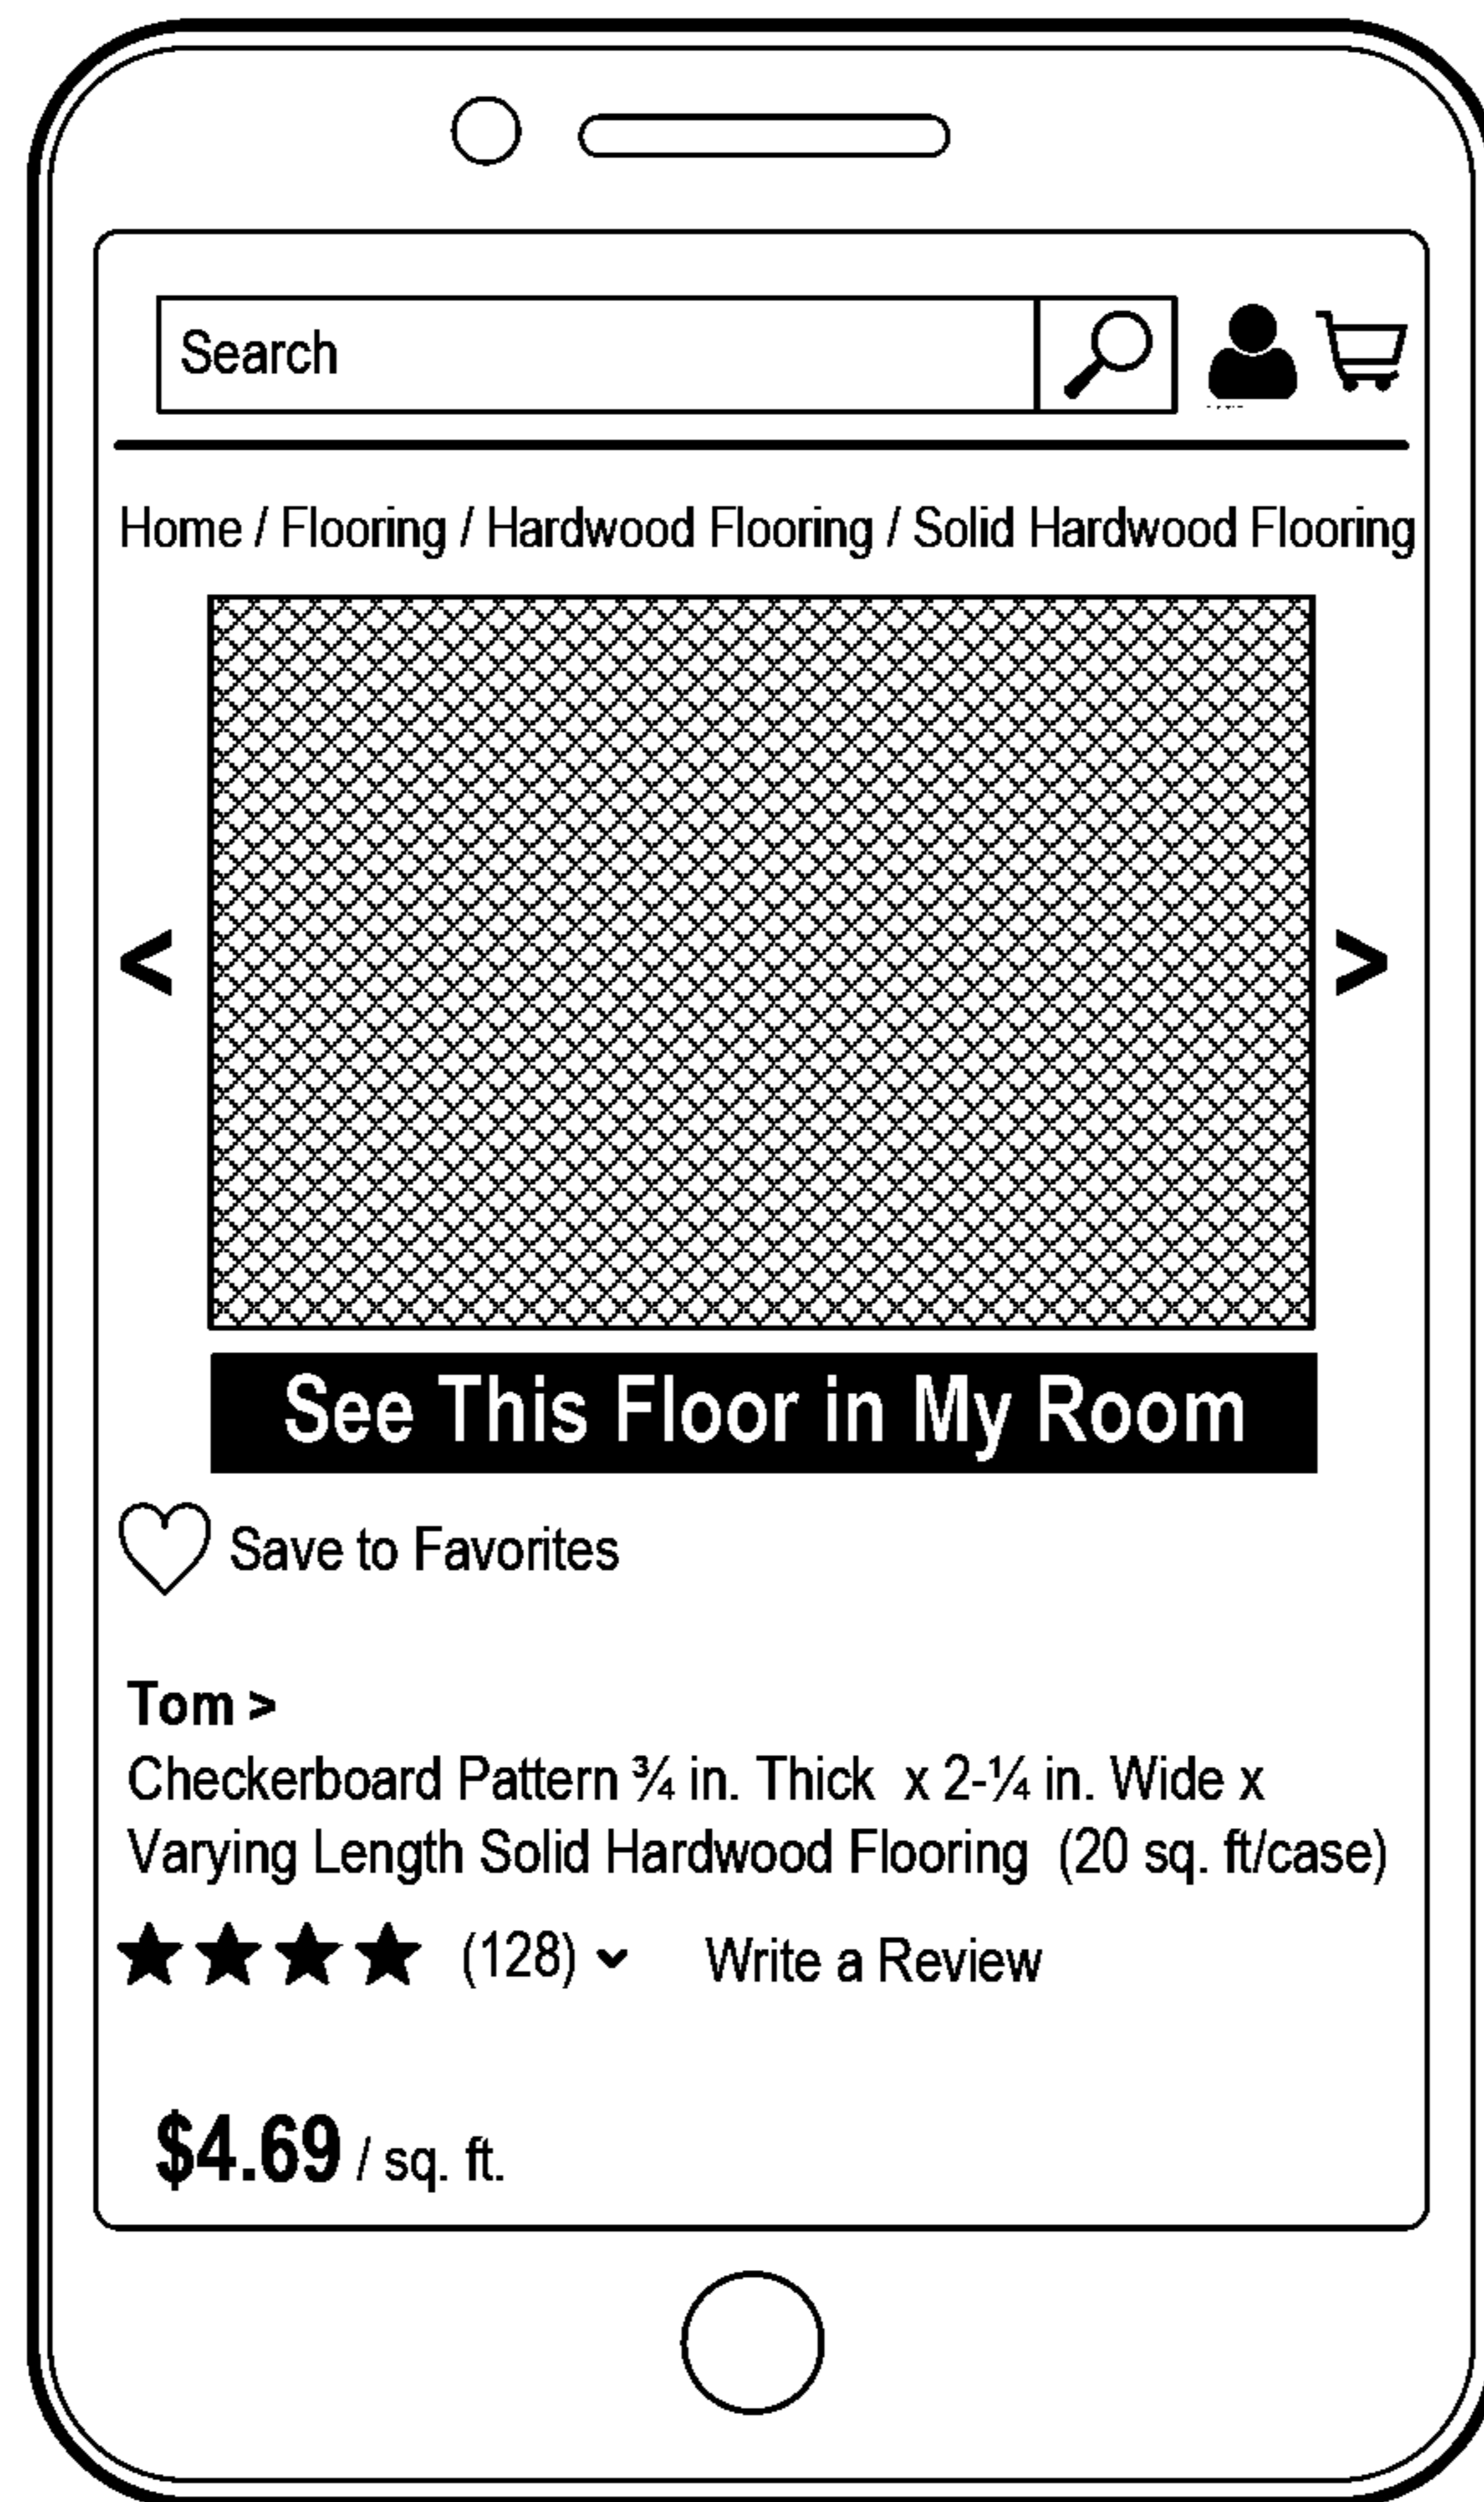 Search
Home / Flooring / Hardwood Flooring / Solid Hardwood Flooring
< >
See This Floor in My Room
Save to Favorites
Tom >
Checkerboard Pattern ¾ in. Thick x 2-¼ in. Wide x
Varying Length Solid Hardwood Flooring (20 sq. ft/case)
(128) Write a Review
$4.69 / sq. ft.